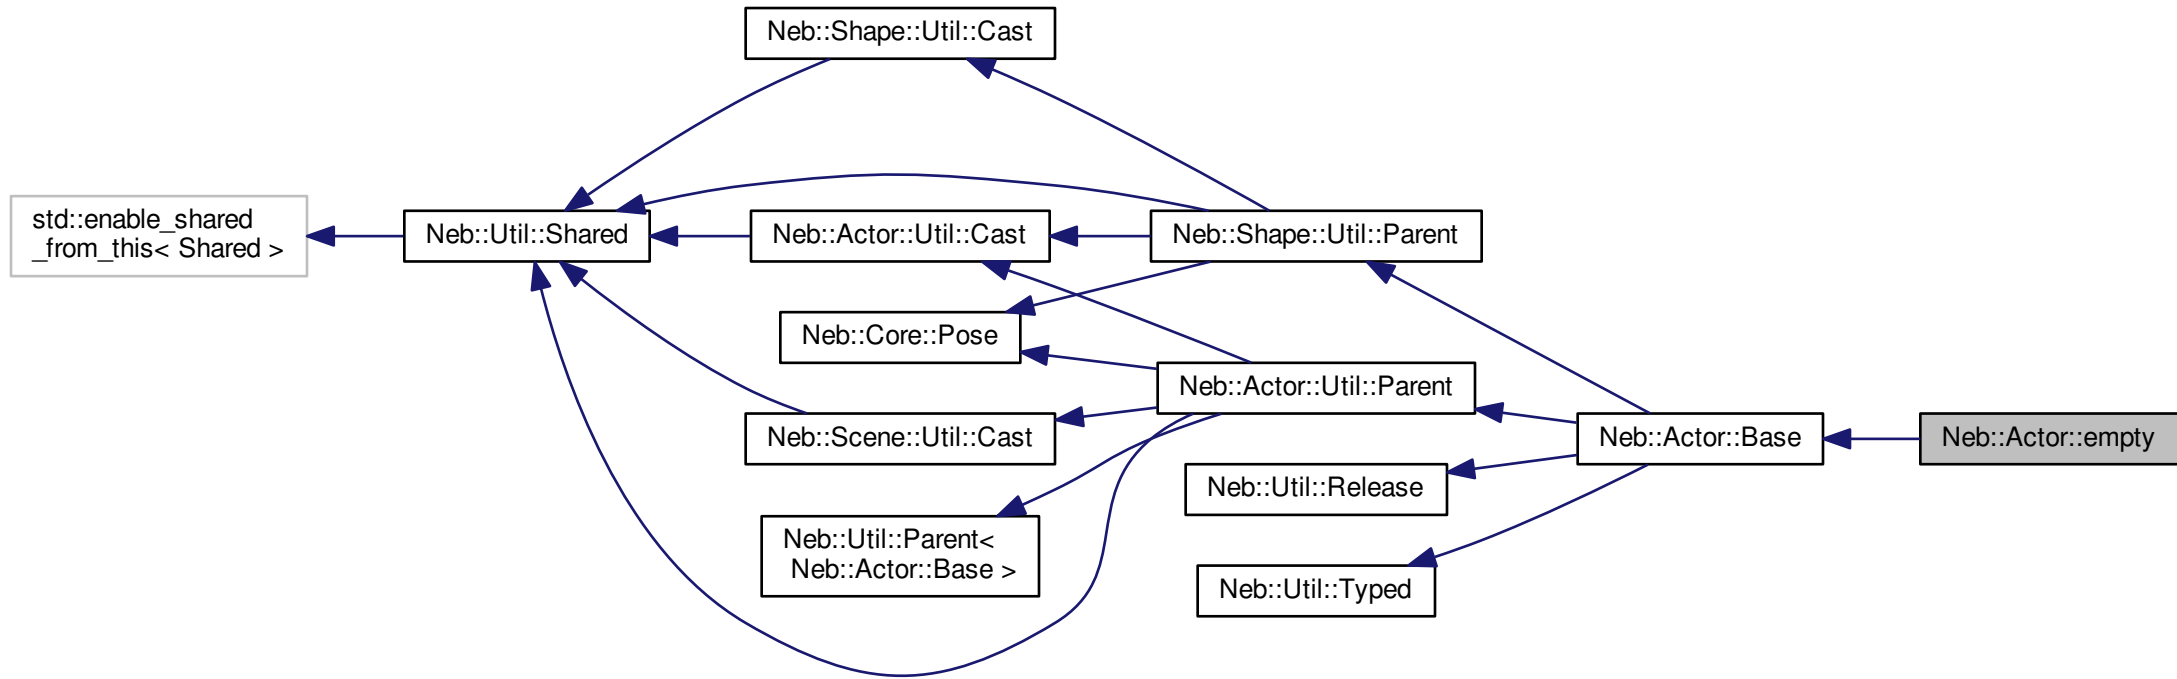 Neb::Shape::Util::Cast
std::enable_shared
_from_this< Shared >
Neb::Util::Shared
Neb::Actor::Util::Cast
Neb::Shape::Util::Parent
Neb::Core::Pose
Neb::Actor::Util::Parent
Neb::Scene::Util::Cast
Neb::Actor::Base
Neb::Actor::empty
Neb::Util::Release
Neb::Util::Parent<
Neb::Actor::Base >
Neb::Util::Typed